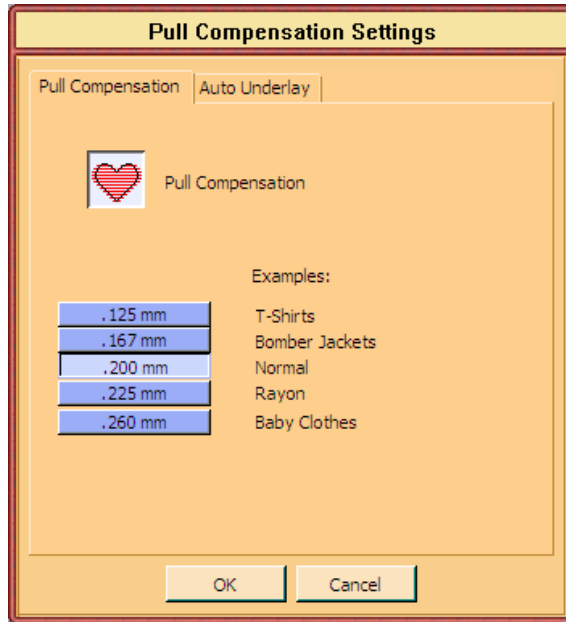 Pull Compensation Settings
Pull Compensation Auto Underlay
Pull Compensation
Examples:
.125 mm T-Shirts
.167 mm Bomber Jackets
.200 mm Normal
.225 mm Rayon
.260 mm Baby Clothes
OK Cancel